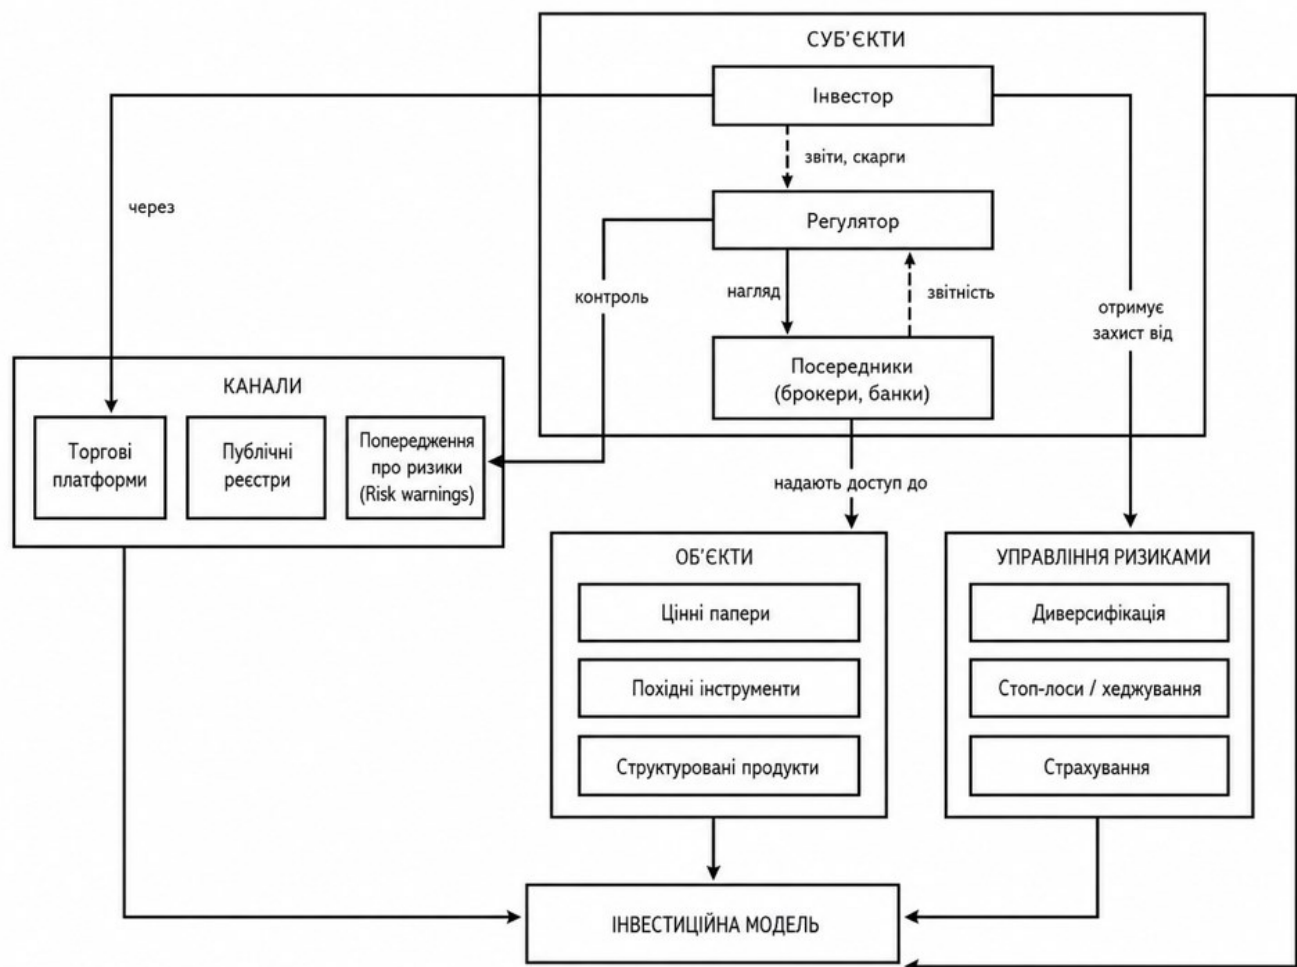 СУБ’ЄКТИ
Інвестор
звіти, скарги
через
Регулятор
контроль
нагляд
звітність
отримує
захист від
Посередники
(брокери, банки)
КАНАЛИ
Торгові
платформи
Публічні
реєстри
Попередження
про ризики
(Risk warnings)
надають доступ до
ОБ’ЄКТИ
Цінні папери
Похідні інструменти
Структуровані продукти
УПРАВЛІННЯ РИЗИКАМИ
Диверсифікація
Стоп-лоси / хеджування
Страхування
ІНВЕСТИЦІЙНА МОДЕЛЬ